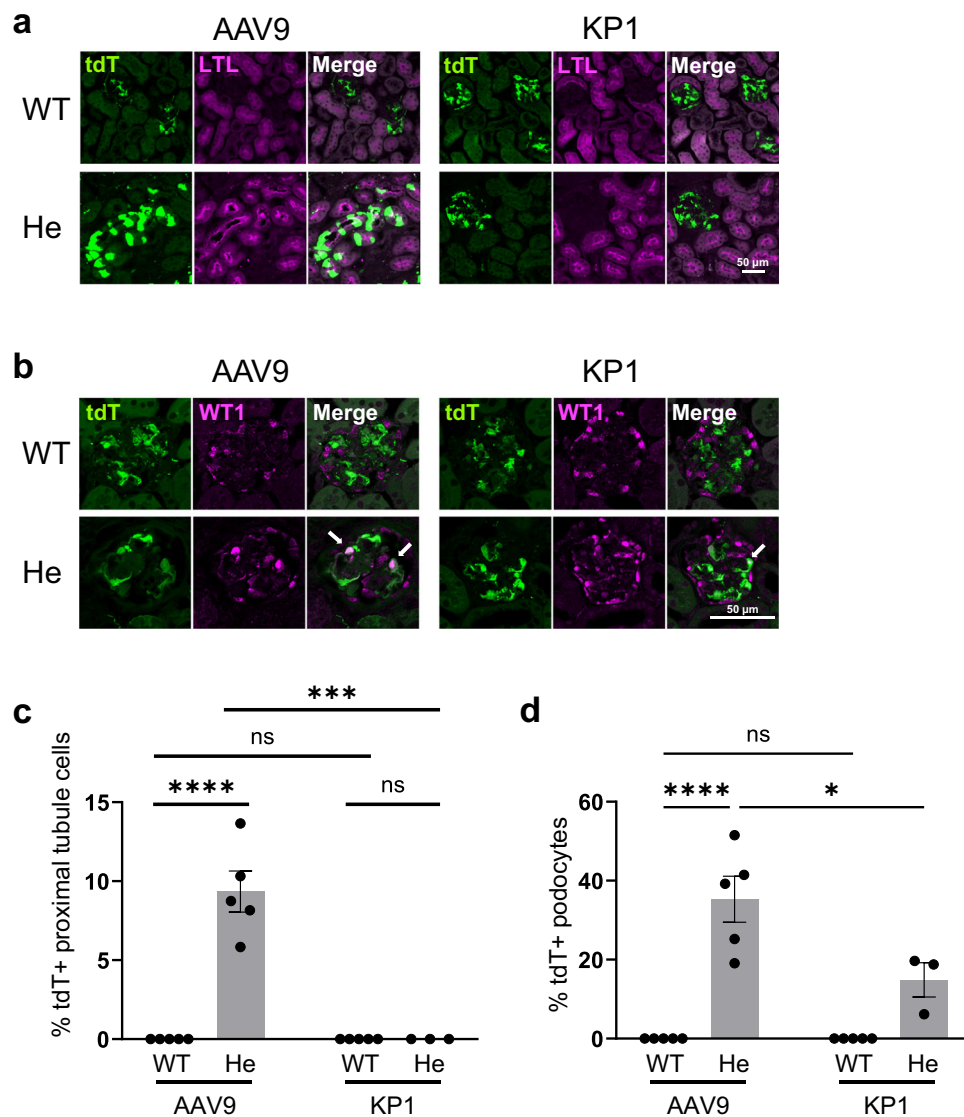 a
AAV9
KP1
WT
tdT
LTL
Merge
tdT
LTL
Merge
He
50 µm
b
AAV9
KP1
WT
tdT
WT1
Merge
tdT
WT1
Merge
He
50 µm
c
% tdT+ proximal tubule cells
***
ns
****
ns
15
10
5
0
WT
He
WT
He
AAV9
KP1
d
% tdT+ podocytes
ns
****
*
60
40
20
0
WT
He
WT
He
AAV9
KP1